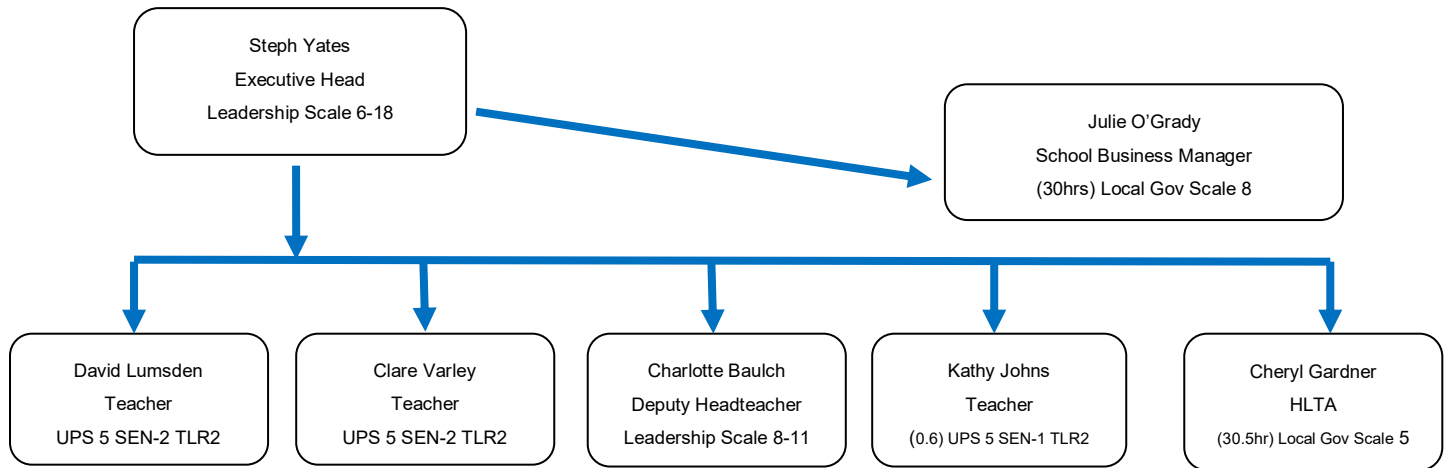 Steph Yates
Executive Head
Leadership Scale 6-18
Julie O’Grady
School Business Manager
(30hrs) Local Gov Scale 8
David Lumsden
Teacher
UPS 5 SEN-2 TLR2
Clare Varley
Teacher
UPS 5 SEN-2 TLR2
Charlotte Baulch
Deputy Headteacher
Leadership Scale 8-11
Kathy Johns
Teacher
(0.6) UPS 5 SEN-1 TLR2
Cheryl Gardner
HLTA
(30.5hr) Local Gov Scale 5